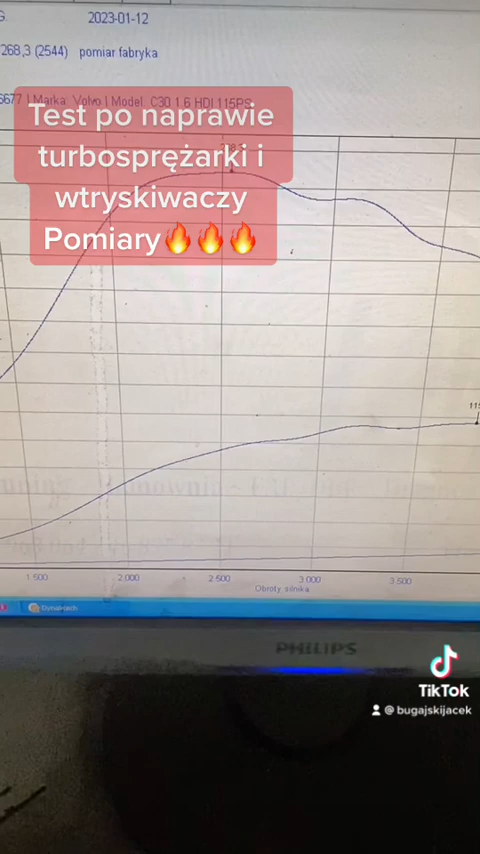 2023-01-12
268,3 (2544) pomiar fabryka
6677 | Marka: Volvo | Model: C30 1.6 HDI 115PS
Test po naprawie
turbosprężarki i
wtryskiwaczy
Pomiary🔥🔥🔥
1 500 2 000 2 500 3 000 3 500
Obroty silnika
PHILIPS
TikTok
@bugajskijacek